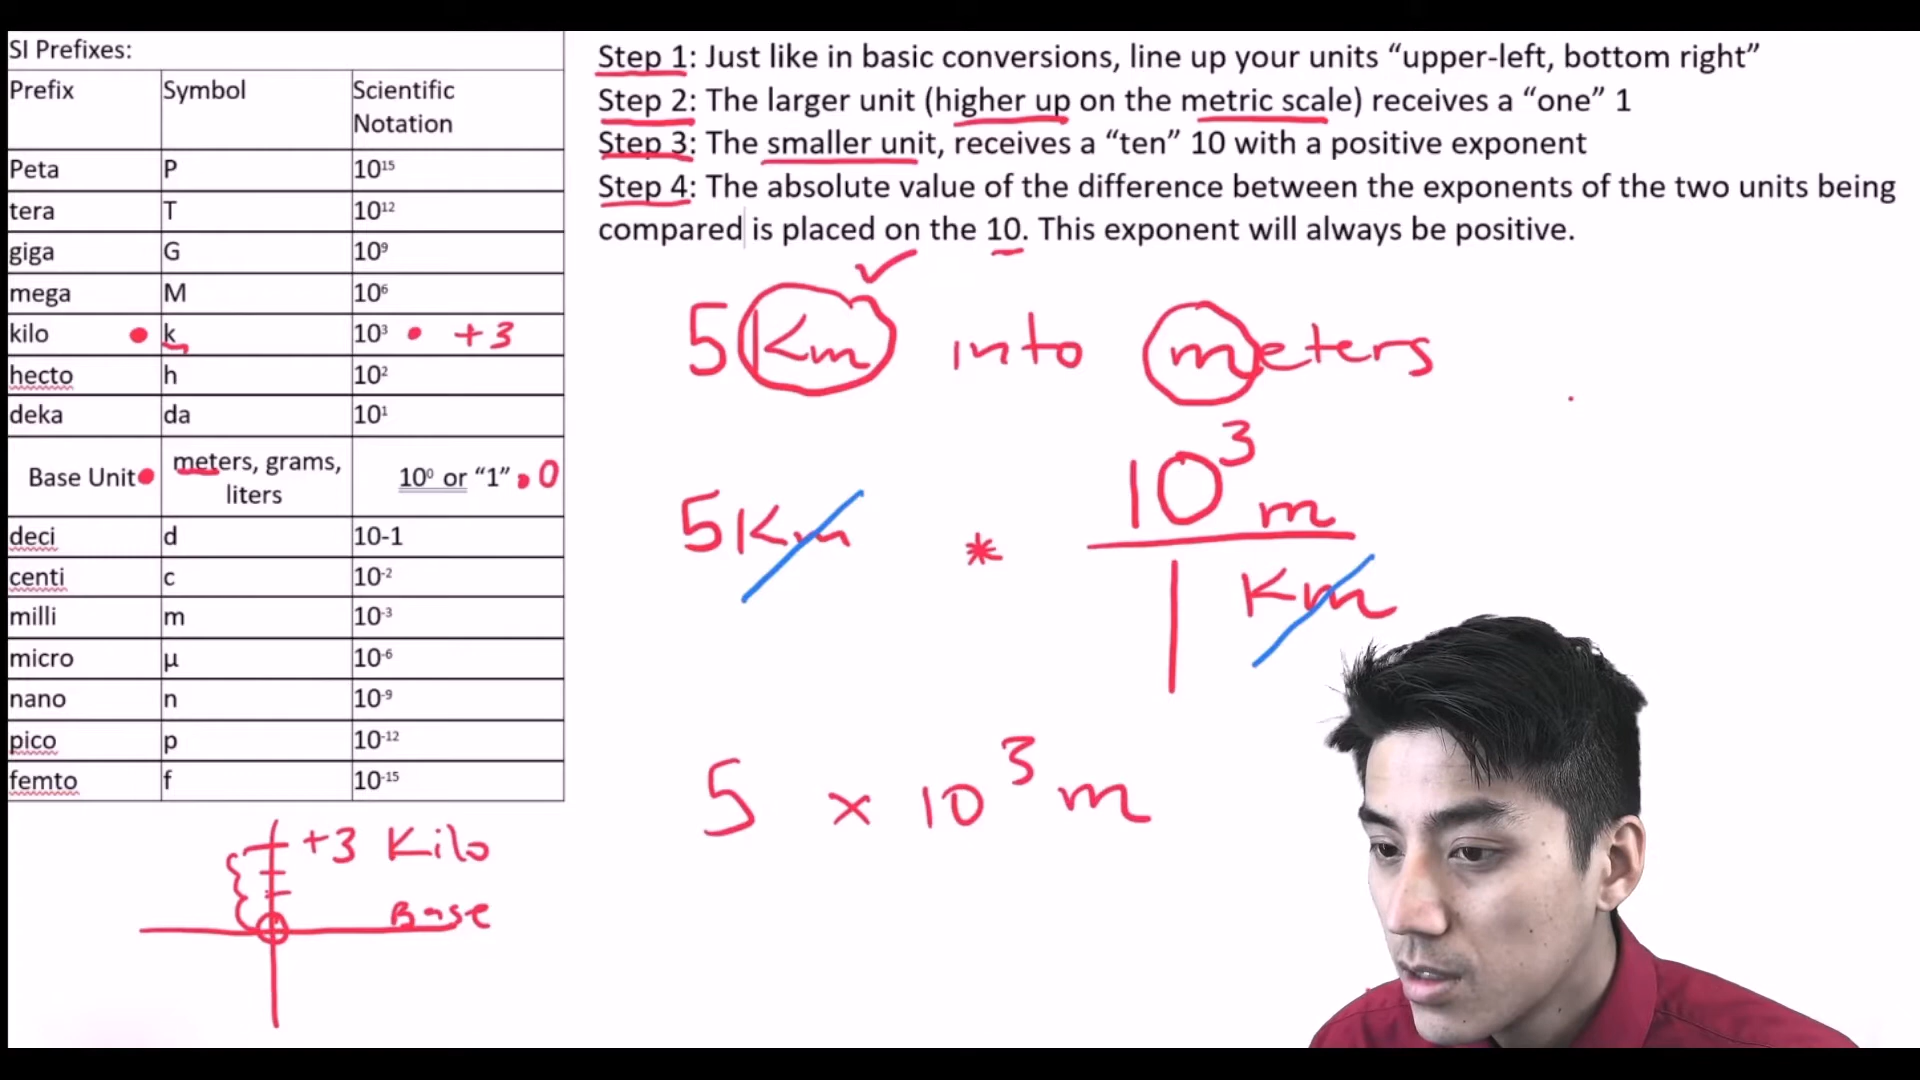 SI Prefixes:
Prefix Symbol Scientific Notation
Peta P 10¹⁵
tera T 10¹²
giga G 10⁹
mega M 10⁶
kilo k 10³ +3
hecto h 10²
deka da 10¹
Base Unit meters, grams, liters 10⁰ or “1” 0
deci d 10-1
centi c 10⁻²
milli m 10⁻³
micro µ 10⁻⁶
nano n 10⁻⁹
pico p 10⁻¹²
femto f 10⁻¹⁵
+3 Kilo
Base
Step 1: Just like in basic conversions, line up your units “upper-left, bottom right”
Step 2: The larger unit (higher up on the metric scale) receives a “one” 1
Step 3: The smaller unit, receives a “ten” 10 with a positive exponent
Step 4: The absolute value of the difference between the exponents of the two units being
compared is placed on the 10. This exponent will always be positive.
5 Km into meters
10³ m
5 Km *
1 Km
5 x 10³ m